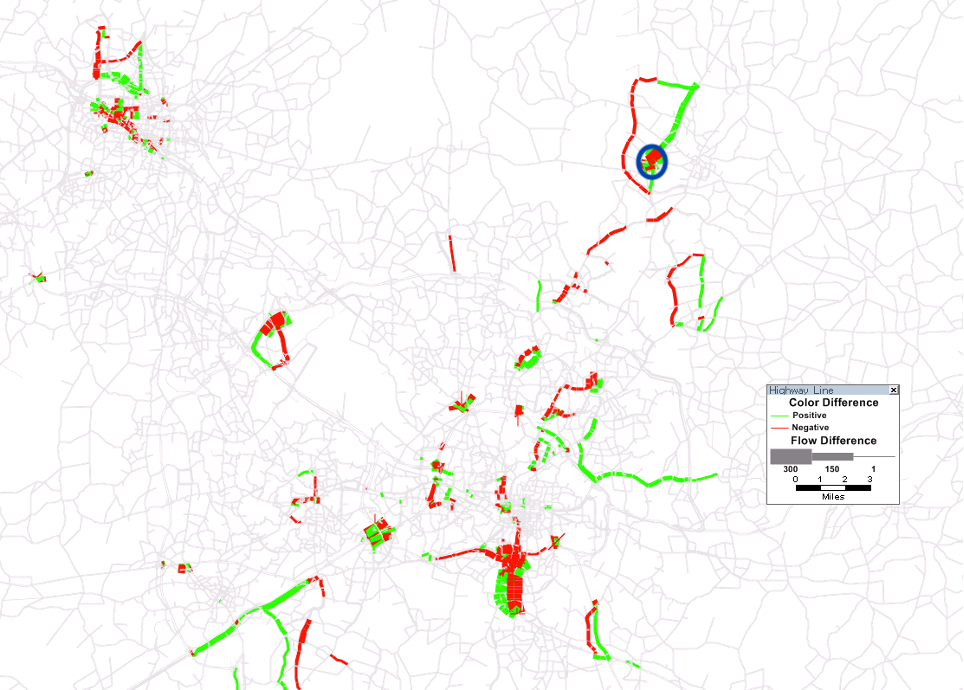 Highway Line
Color Difference
Positive
Negative
Flow Difference
300 150 1
0 1 2 3
Miles